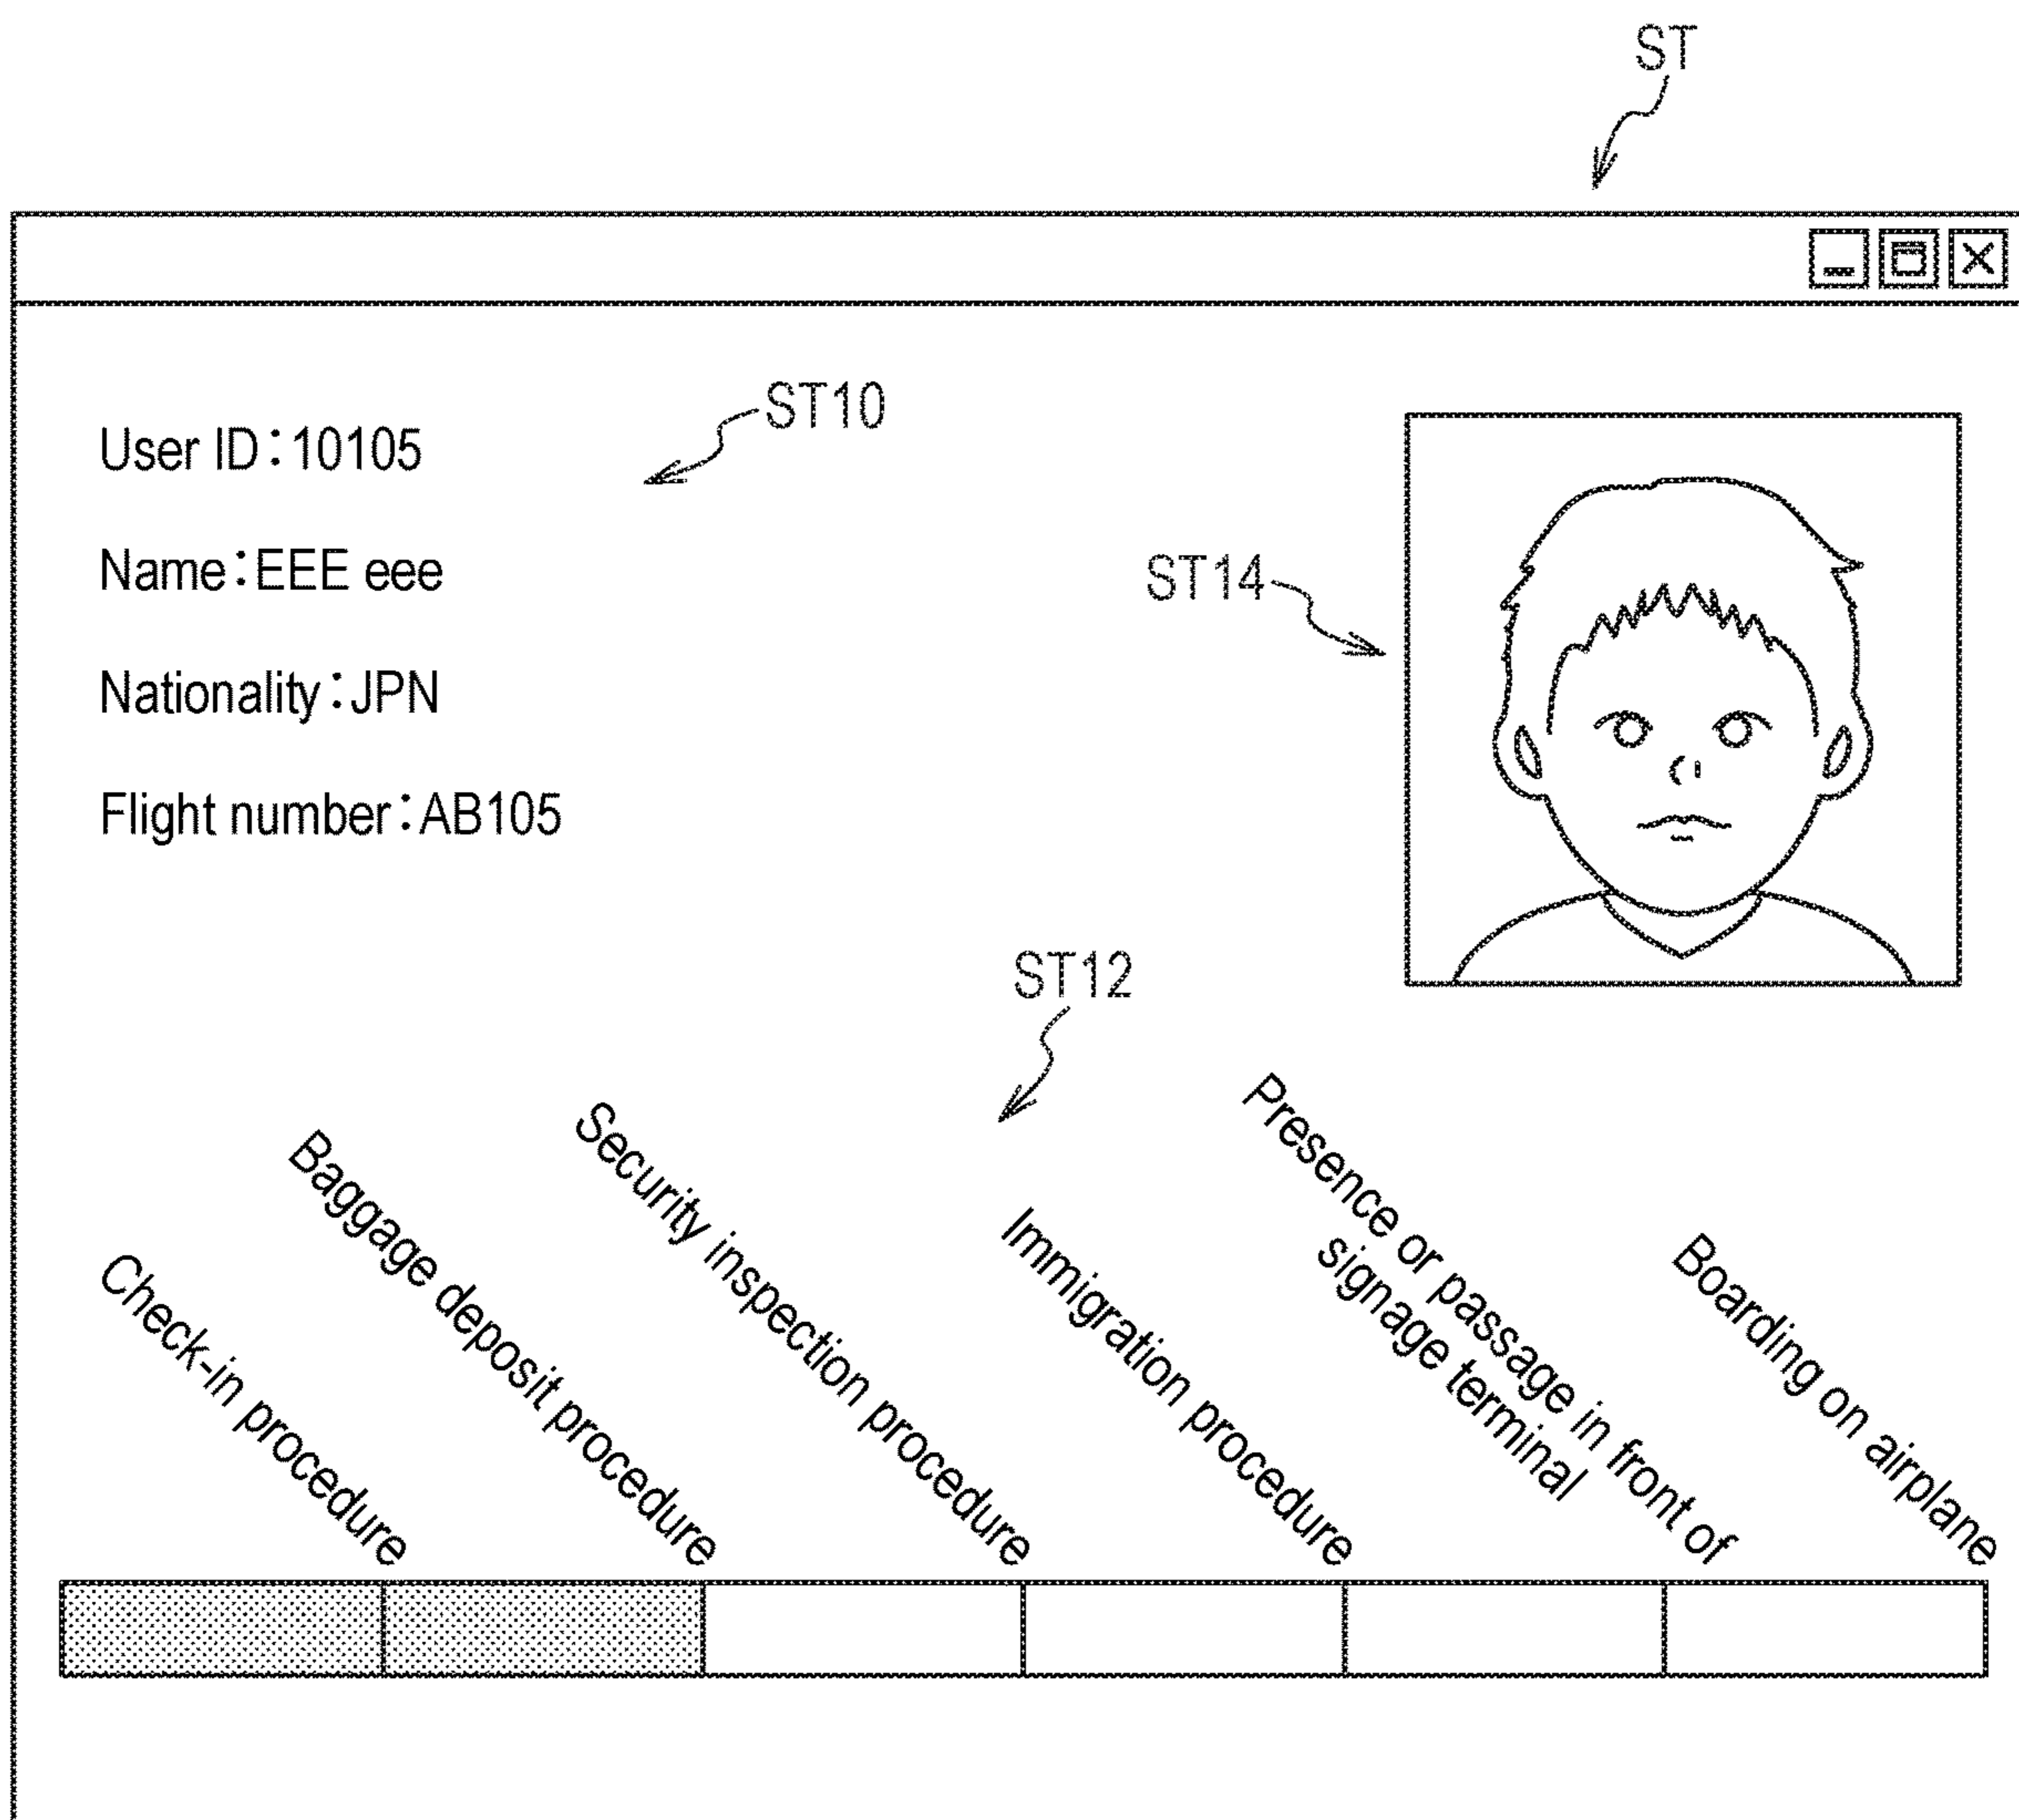 ST
User ID:10105
ST10
Name:EEE eee
ST14
Nationality:JPN
Flight number:AB105
ST12
Check-in procedure
Baggage deposit procedure
Security inspection procedure
Immigration procedure
Presence or passage in front of
signage terminal
Boarding on airplane